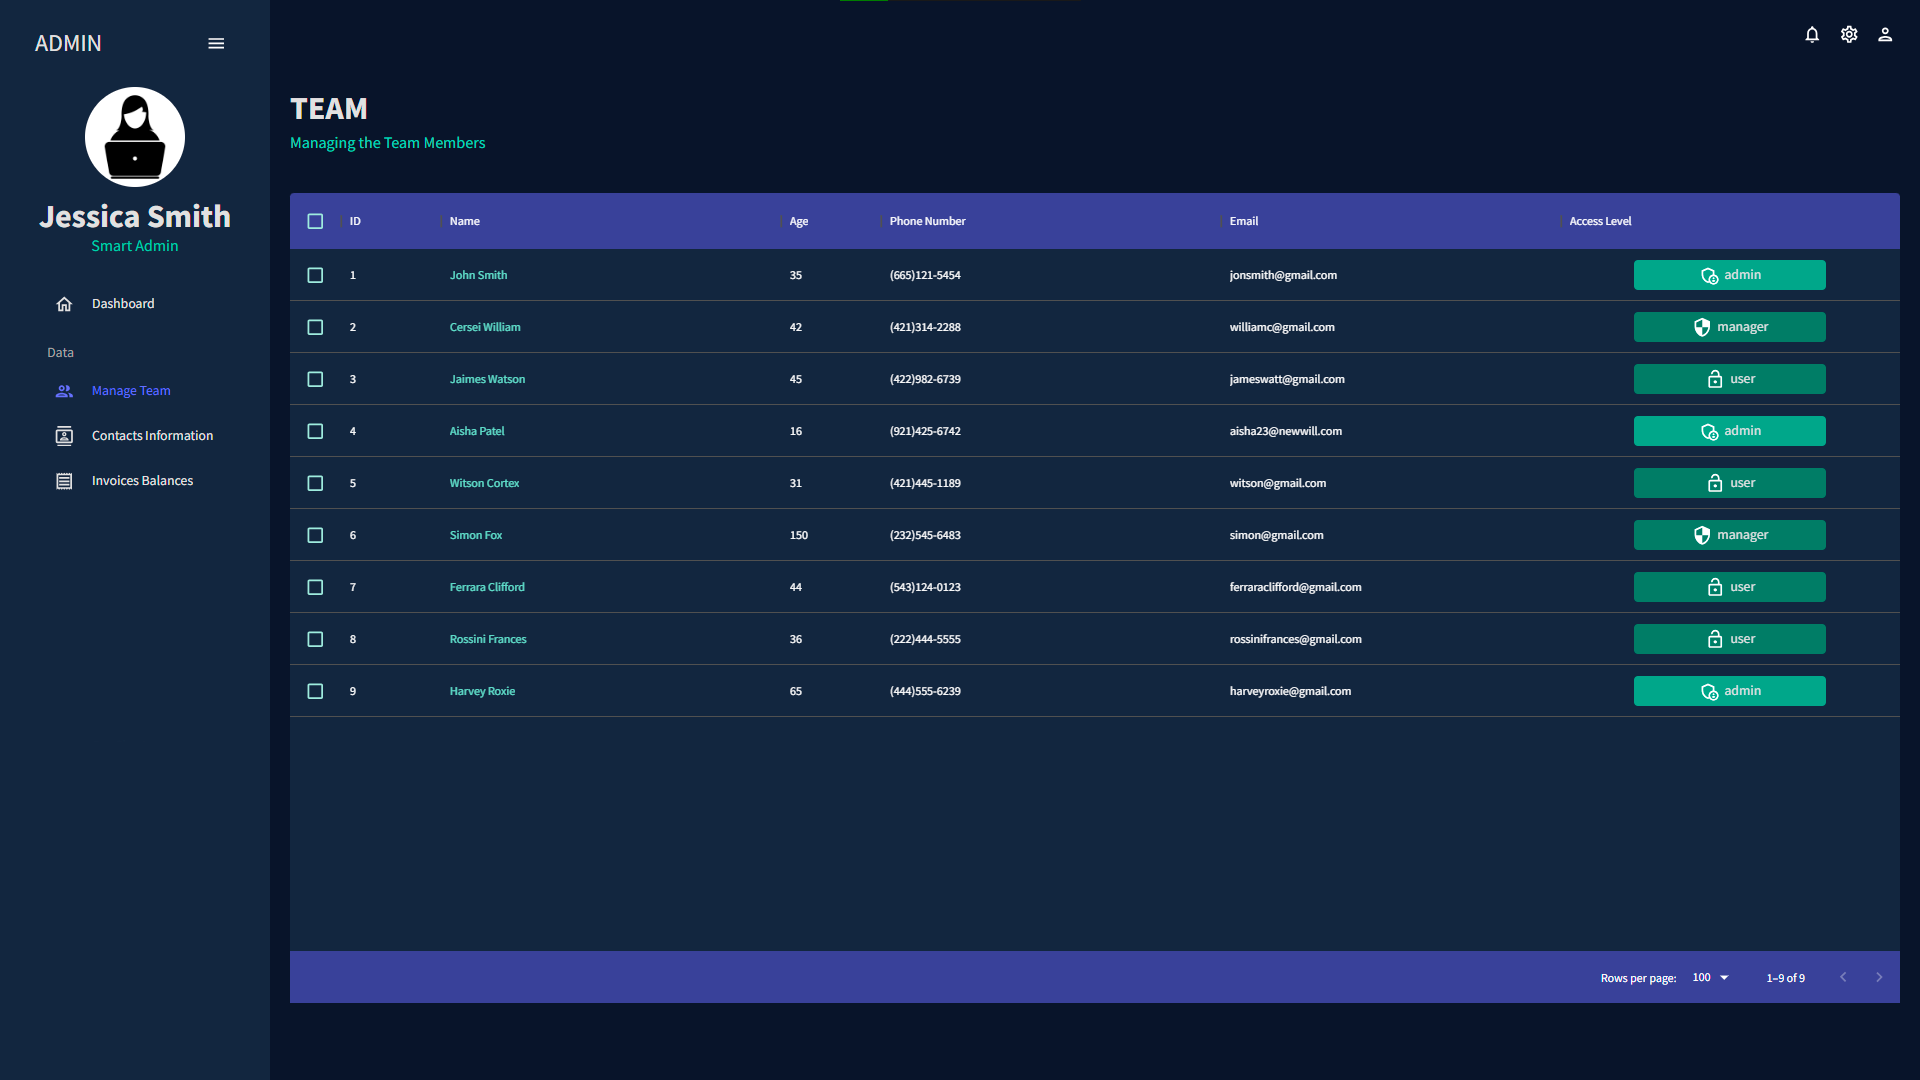 ADMIN
Jessica Smith
Smart Admin
Dashboard
Data
Manage Team
Contacts Information
Invoices Balances
TEAM
Managing the Team Members
ID Name Age Phone Number Email Access Level
1 John Smith 35 (665)121-5454 jonsmith@gmail.com admin
2 Cersei William 42 (421)314-2288 williamc@gmail.com manager
3 Jaimes Watson 45 (422)982-6739 jameswatt@gmail.com user
4 Aisha Patel 16 (921)425-6742 aisha23@newwill.com admin
5 Witson Cortex 31 (421)445-1189 witson@gmail.com user
6 Simon Fox 150 (232)545-6483 simon@gmail.com manager
7 Ferrara Clifford 44 (543)124-0123 ferraraclifford@gmail.com user
8 Rossini Frances 36 (222)444-5555 rossinifrances@gmail.com user
9 Harvey Roxie 65 (444)555-6239 harveyroxie@gmail.com admin
Rows per page: 100 1–9 of 9